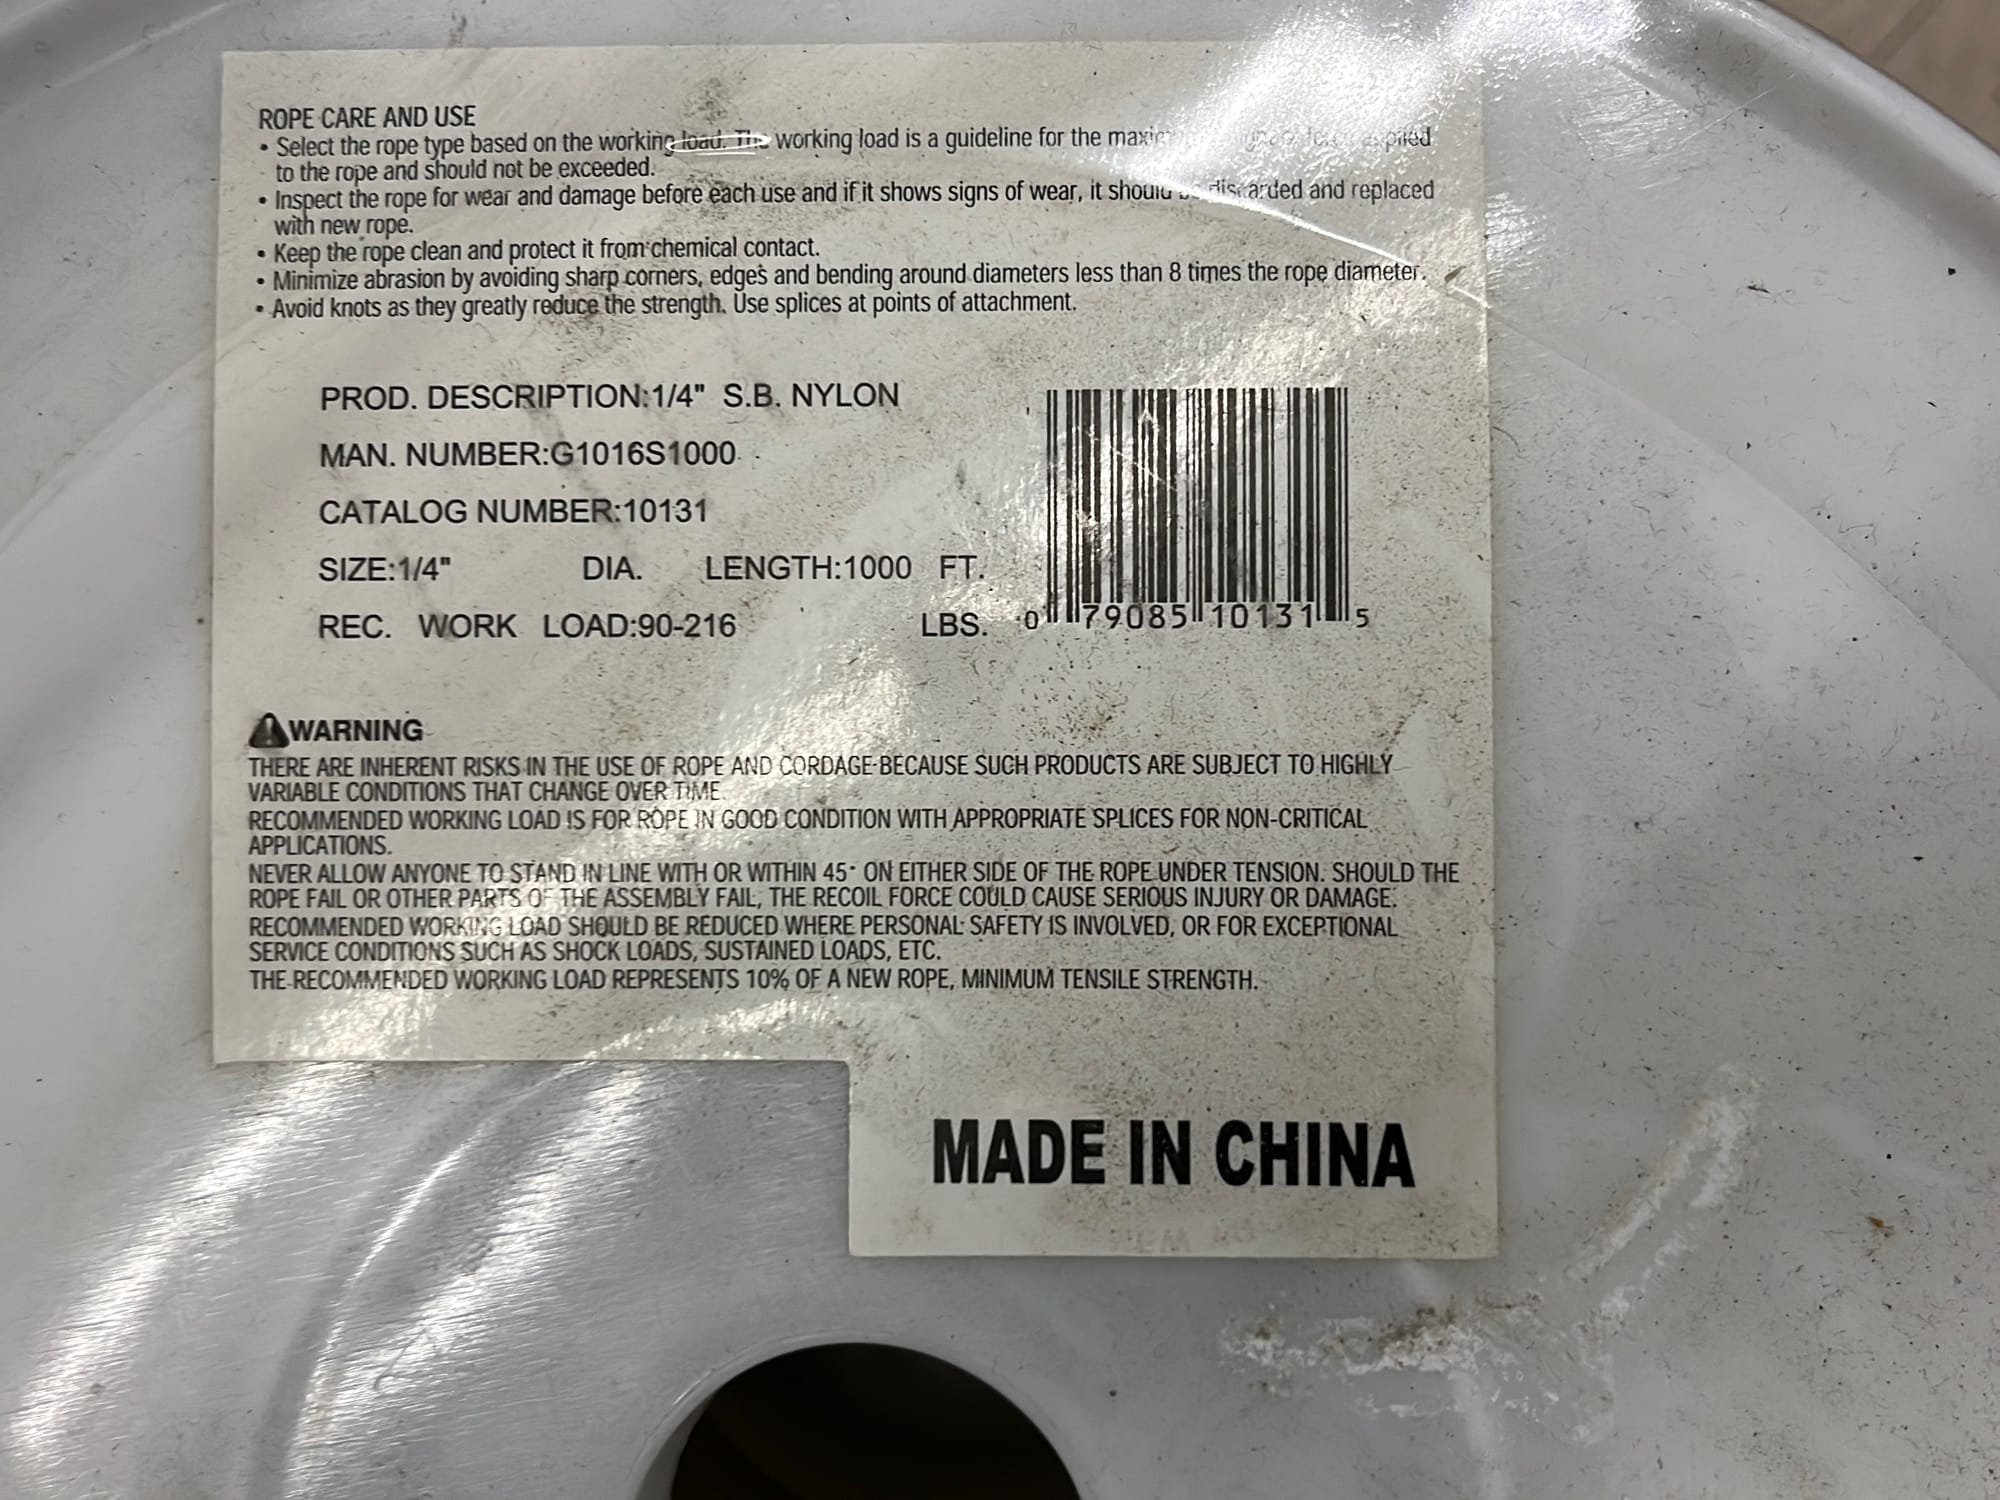 ROPE CARE AND USE
• Select the rope type based on the working load. The working load is a guideline for the applied
to the rope and should not be exceeded.
• Inspect the rope for wear and damage before each use and if it shows signs of wear, it should be discarded and replaced
with new rope.
• Keep the rope clean and protect it from chemical contact.
• Minimize abrasion by avoiding sharp corners, edges and bending around diameters less than 8 times the rope diameter.
• Avoid knots as they greatly reduce the strength. Use splices at points of attachment.
PROD. DESCRIPTION:1/4" S.B. NYLON
MAN. NUMBER:G1016S1000
CATALOG NUMBER:10131
SIZE:1/4" DIA. LENGTH:1000 FT.
REC. WORK LOAD:90-216 LBS.
0 79085 10131 5
WARNING
THERE ARE INHERENT RISKS IN THE USE OF ROPE AND CORDAGE BECAUSE SUCH PRODUCTS ARE SUBJECT TO HIGHLY
VARIABLE CONDITIONS THAT CHANGE OVER TIME.
RECOMMENDED WORKING LOAD IS FOR ROPE IN GOOD CONDITION WITH APPROPRIATE SPLICES FOR NON-CRITICAL
APPLICATIONS.
NEVER ALLOW ANYONE TO STAND IN LINE WITH OR WITHIN 45° ON EITHER SIDE OF THE ROPE UNDER TENSION. SHOULD THE
ROPE FAIL OR OTHER PARTS OF THE ASSEMBLY FAIL, THE RECOIL FORCE COULD CAUSE SERIOUS INJURY OR DAMAGE.
RECOMMENDED WORKING LOAD SHOULD BE REDUCED WHERE PERSONAL SAFETY IS INVOLVED, OR FOR EXCEPTIONAL
SERVICE CONDITIONS SUCH AS SHOCK LOADS, SUSTAINED LOADS, ETC.
THE RECOMMENDED WORKING LOAD REPRESENTS 10% OF A NEW ROPE, MINIMUM TENSILE STRENGTH.
MADE IN CHINA